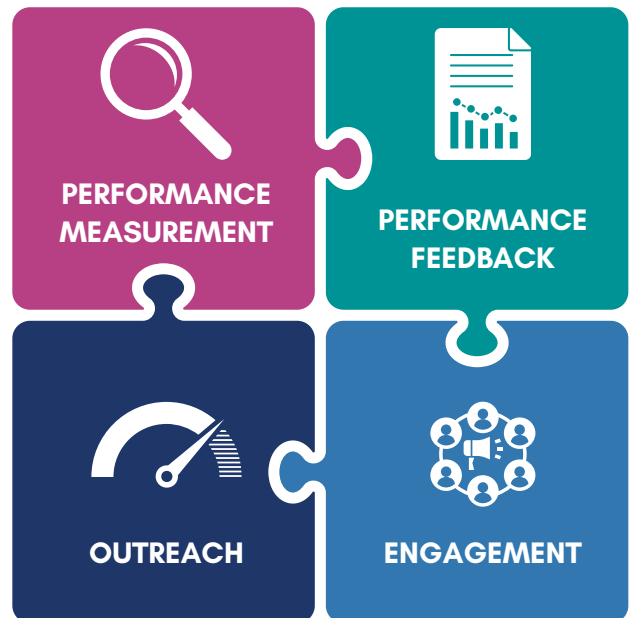 PERFORMANCE
MEASUREMENT
PERFORMANCE
FEEDBACK
OUTREACH
ENGAGEMENT